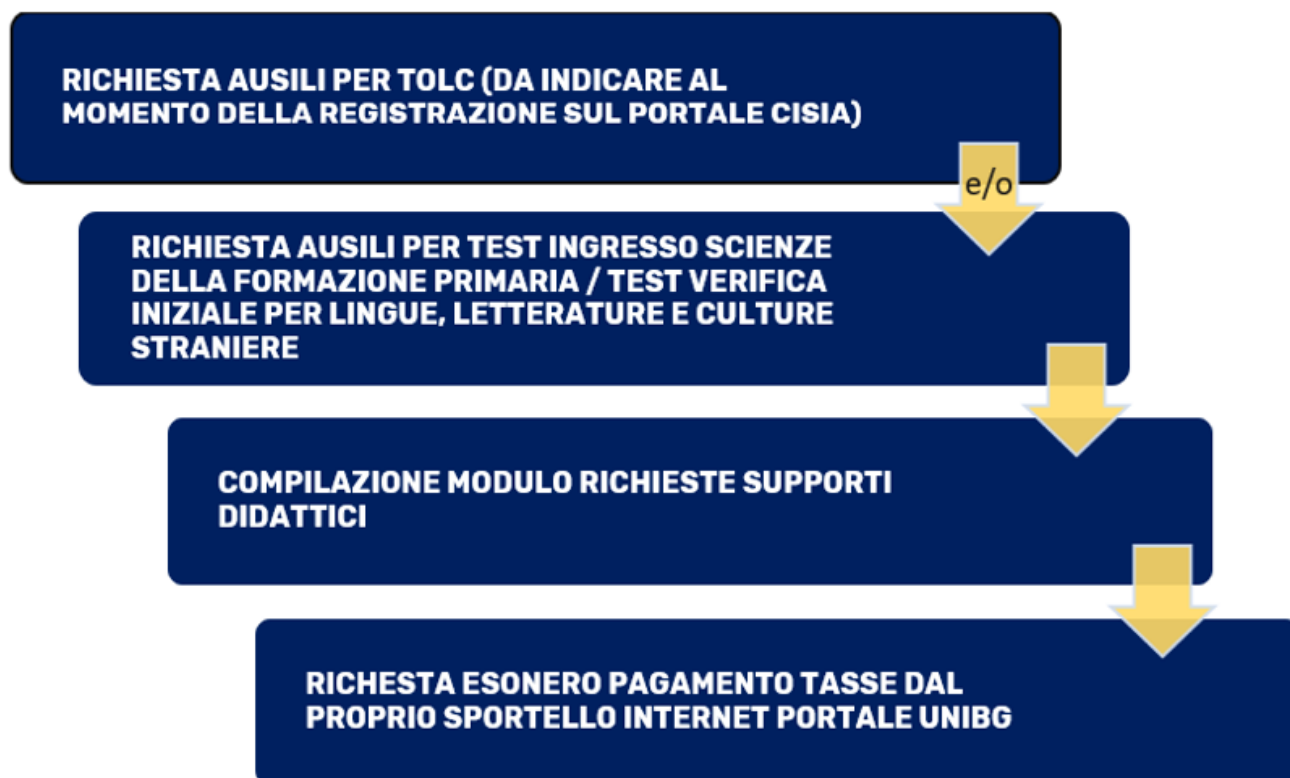 RICHIESTA AUSILI PER TOLC (DA INDICARE AL
MOMENTO DELLA REGISTRAZIONE SUL PORTALE CISIA)
e/o
RICHIESTA AUSILI PER TEST INGRESSO SCIENZE
DELLA FORMAZIONE PRIMARIA / TEST VERIFICA
INIZIALE PER LINGUE, LETTERATURE E CULTURE
STRANIERE
COMPILAZIONE MODULO RICHIESTE SUPPORTI
DIDATTICI
RICHESTA ESONERO PAGAMENTO TASSE DAL
PROPRIO SPORTELLO INTERNET PORTALE UNIBG